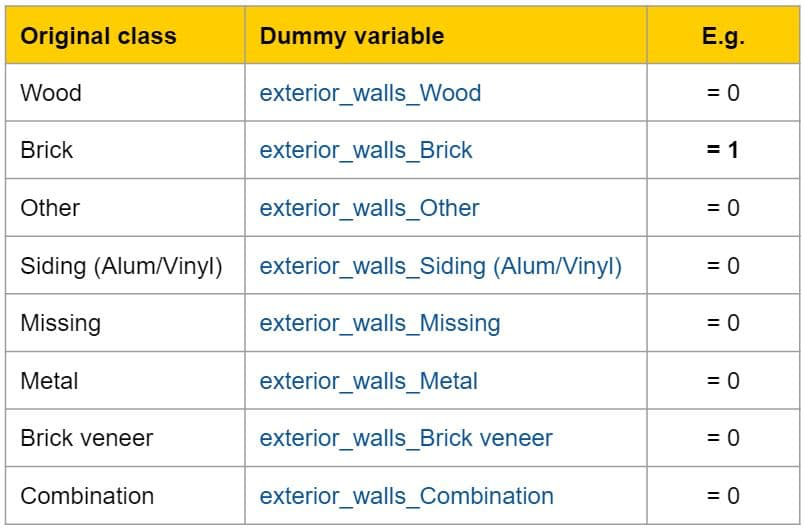 Original class Dummy variable E.g.
Wood exterior_walls_Wood = 0
Brick exterior_walls_Brick = 1
Other exterior_walls_Other = 0
Siding (Alum/Vinyl) exterior_walls_Siding (Alum/Vinyl) = 0
Missing exterior_walls_Missing = 0
Metal exterior_walls_Metal = 0
Brick veneer exterior_walls_Brick veneer = 0
Combination exterior_walls_Combination = 0